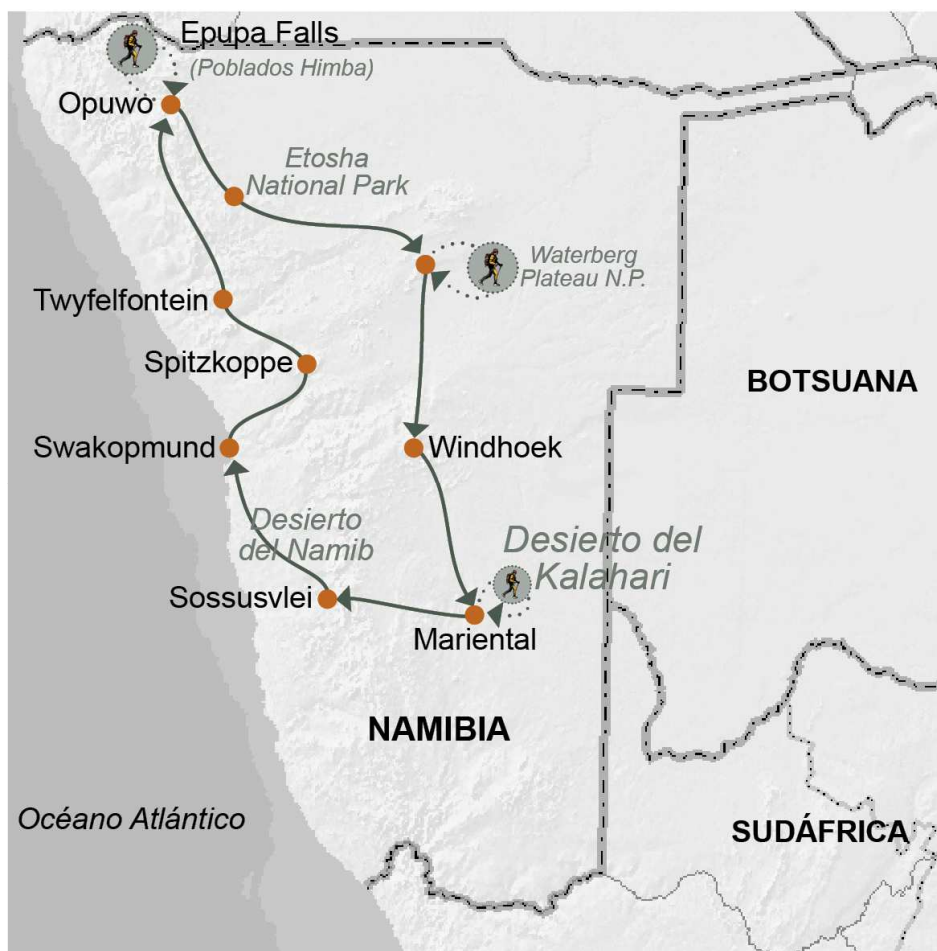 Epupa Falls
(Poblados Himba)
Opuwo
Etosha
National Park
Waterberg
Plateau N.P.
Twyfelfontein
Spitzkoppe
BOTSUANA
Swakopmund
Windhoek
Desierto
del Namib
Desierto del
Kalahari
Sossusvlei
Mariental
NAMIBIA
Océano Atlántico
SUDÁFRICA